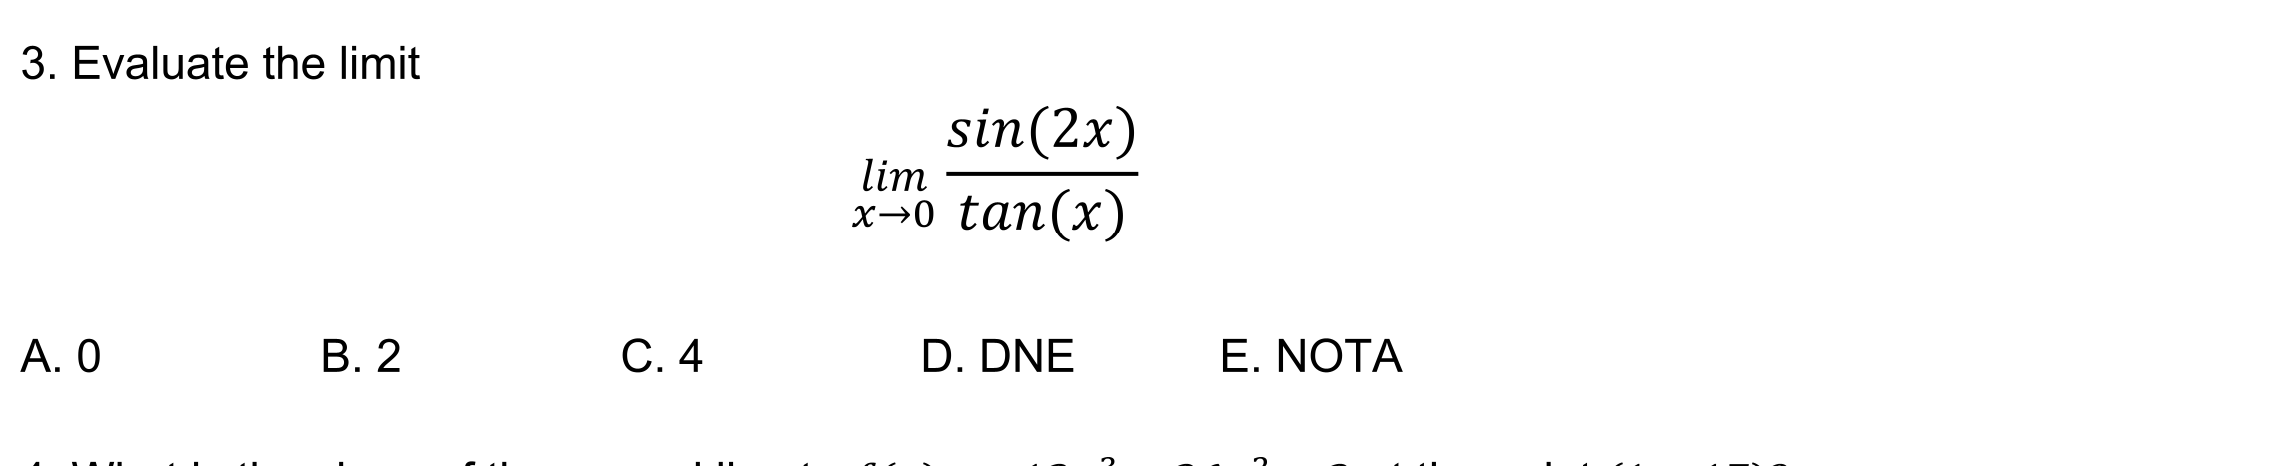 3. Evaluate the limit
lim x→0 sin(2x) / tan(x)
A. 0 B. 2 C. 4 D. DNE E. NOTA